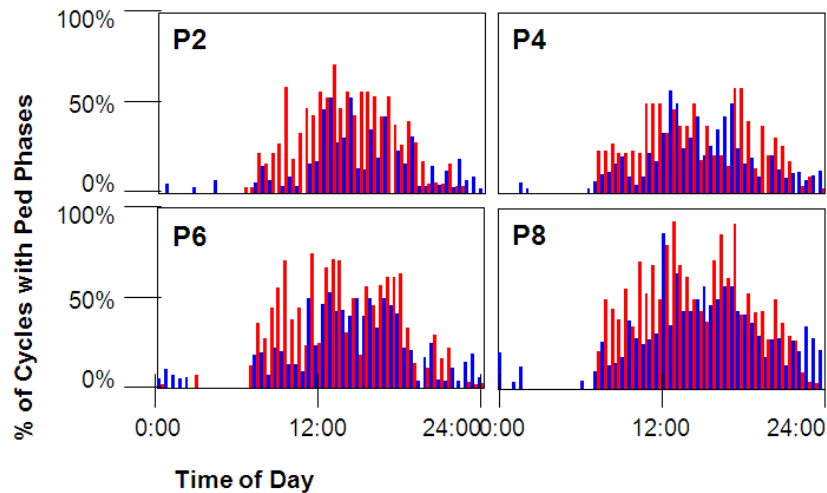 100%
50%
0%
100%
50%
0%
% of Cycles with Ped Phases
P2
P4
P6
P8
0:00
12:00
24:00
0:00
12:00
24:00
Time of Day